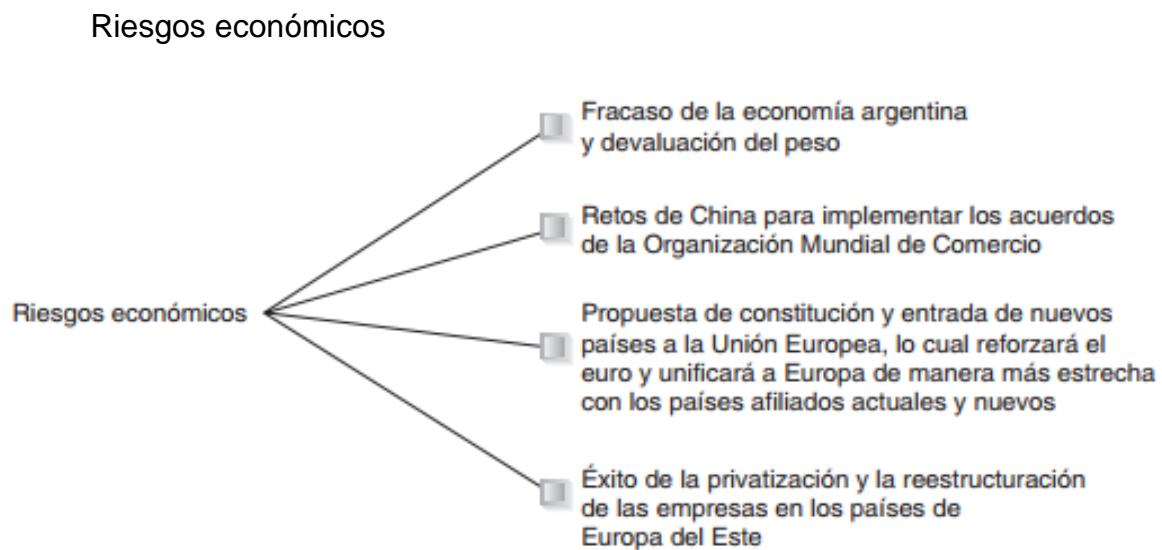 Riesgos económicos
Fracaso de la economía argentina
y devaluación del peso
Retos de China para implementar los acuerdos
de la Organización Mundial de Comercio
Riesgos económicos
Propuesta de constitución y entrada de nuevos
países a la Unión Europea, lo cual reforzará el
euro y unificará a Europa de manera más estrecha
con los países afiliados actuales y nuevos
Éxito de la privatización y la reestructuración
de las empresas en los países de
Europa del Este